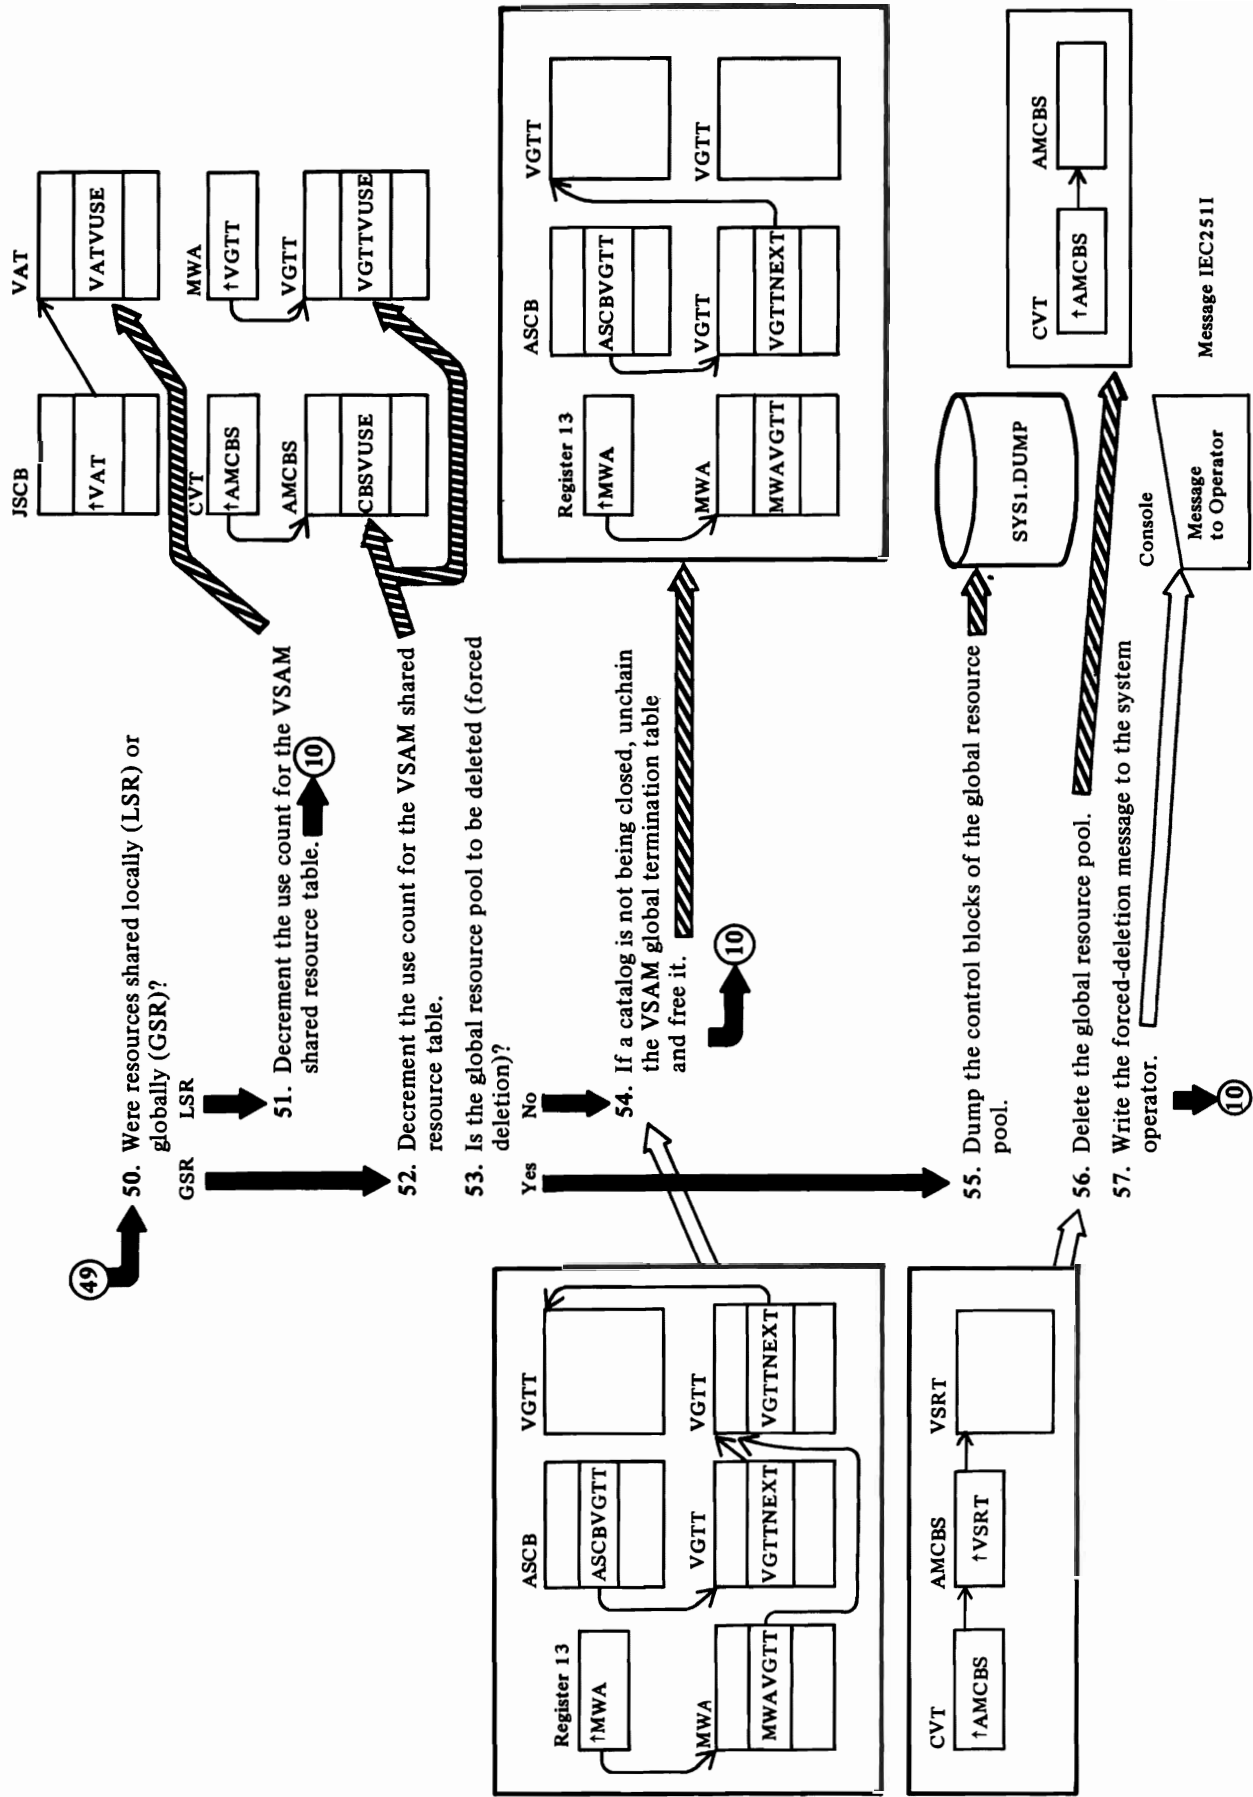 49
50. Were resources shared locally (LSR) or
globally (GSR)?
GSR LSR
51. Decrement the use count for the VSAM
shared resource table.
10
52. Decrement the use count for the VSAM shared
resource table.
53. Is the global resource pool to be deleted (forced
deletion)?
Yes No
54. If a catalog is not being closed, unchain
the VSAM global termination table
and free it.
10
55. Dump the control blocks of the global resource
pool.
56. Delete the global resource pool.
57. Write the forced-deletion message to the system
operator.
10
Register 13
↑MWA
ASCB
ASCBVGTT
VGTT
MWA
MWAVGTT
VGTT
VGTTNEXT
VGTT
VGTTNEXT
CVT
↑AMCBS
AMCBS
↑VSRT
VSRT
JSCB
↑VAT
VAT
VATVUSE
CVT
↑AMCBS
MWA
↑VGTT
AMCBS
CBSVUSE
VGTT
VGTTVUSE
Register 13
↑MWA
ASCB
ASCBVGTT
VGTT
MWA
MWAVGTT
VGTT
VGTTNEXT
VGTT
SYS1.DUMP
CVT
↑AMCBS
AMCBS
Console
Message
to Operator
Message IEC251I